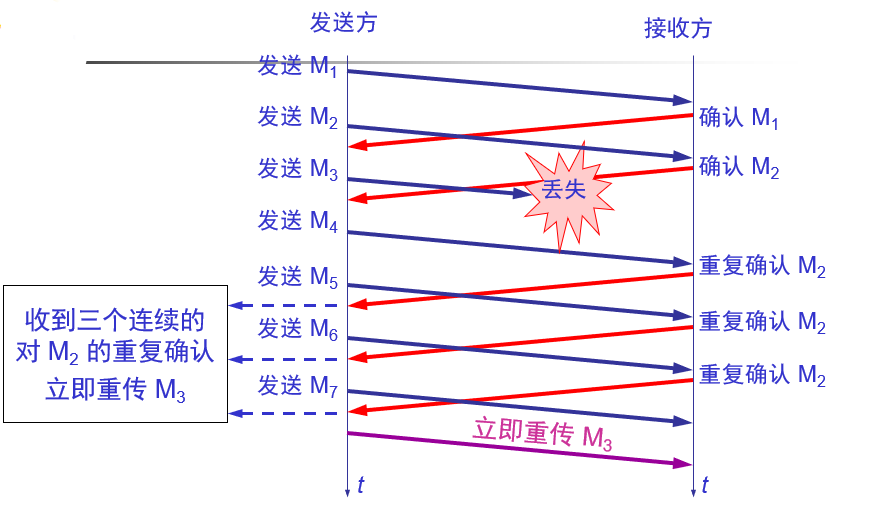 发送方
接收方
发送 M1
发送 M2
确认 M1
发送 M3
丢失
确认 M2
发送 M4
发送 M5
重复确认 M2
收到三个连续的
对 M2 的重复确认
立即重传 M3
发送 M6
重复确认 M2
发送 M7
重复确认 M2
立即重传 M3
t
t